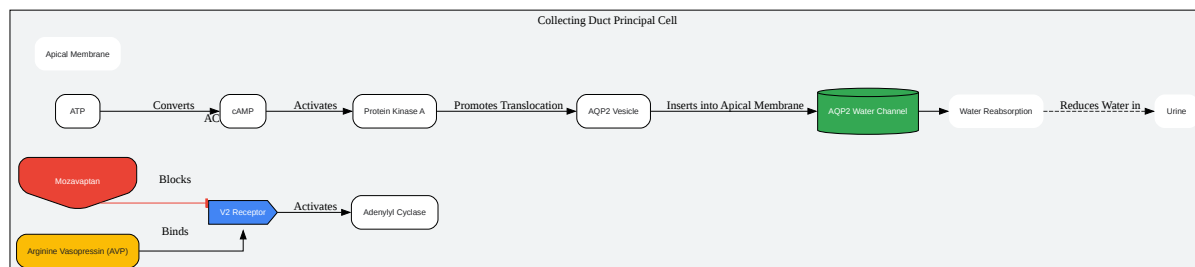 Collecting Duct Principal Cell
Apical Membrane
ATP
Converts
AC
cAMP
Activates
Protein Kinase A
Promotes Translocation
AQP2 Vesicle
Inserts into Apical Membrane
AQP2 Water Channel
Water Reabsorption
Reduces Water in
Urine
Mozavaptan
Blocks
V2 Receptor
Activates
Adenylyl Cyclase
Binds
Arginine Vasopressin (AVP)